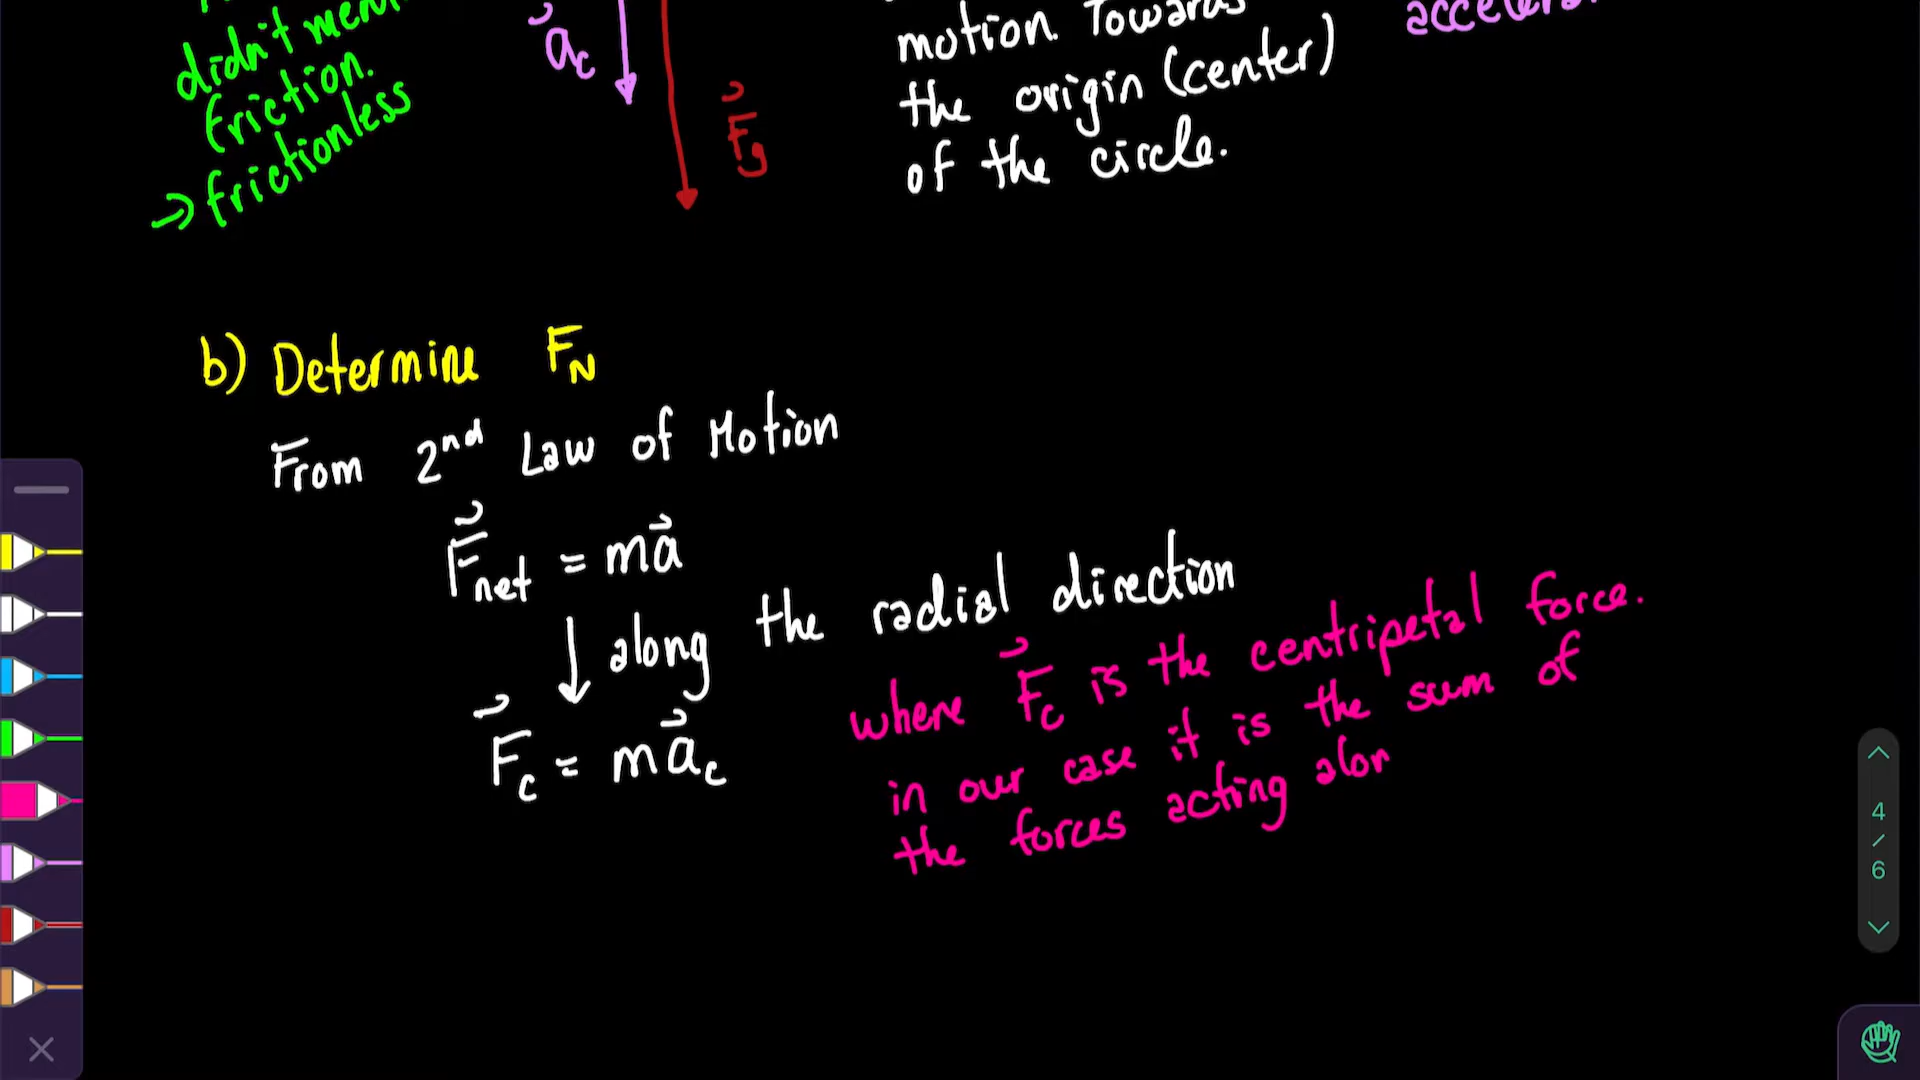 didn't
friction.
→ frictionless
a⃗c
F⃗g
motion. Towards
the origin (center)
of the circle.
b) Determine FN
From 2nd Law of Motion
F⃗net = ma⃗
↓ along the radial direction
F⃗c = ma⃗c
where F⃗c is the centripetal force.
in our case it is the sum of
the forces acting alon
4
/
6